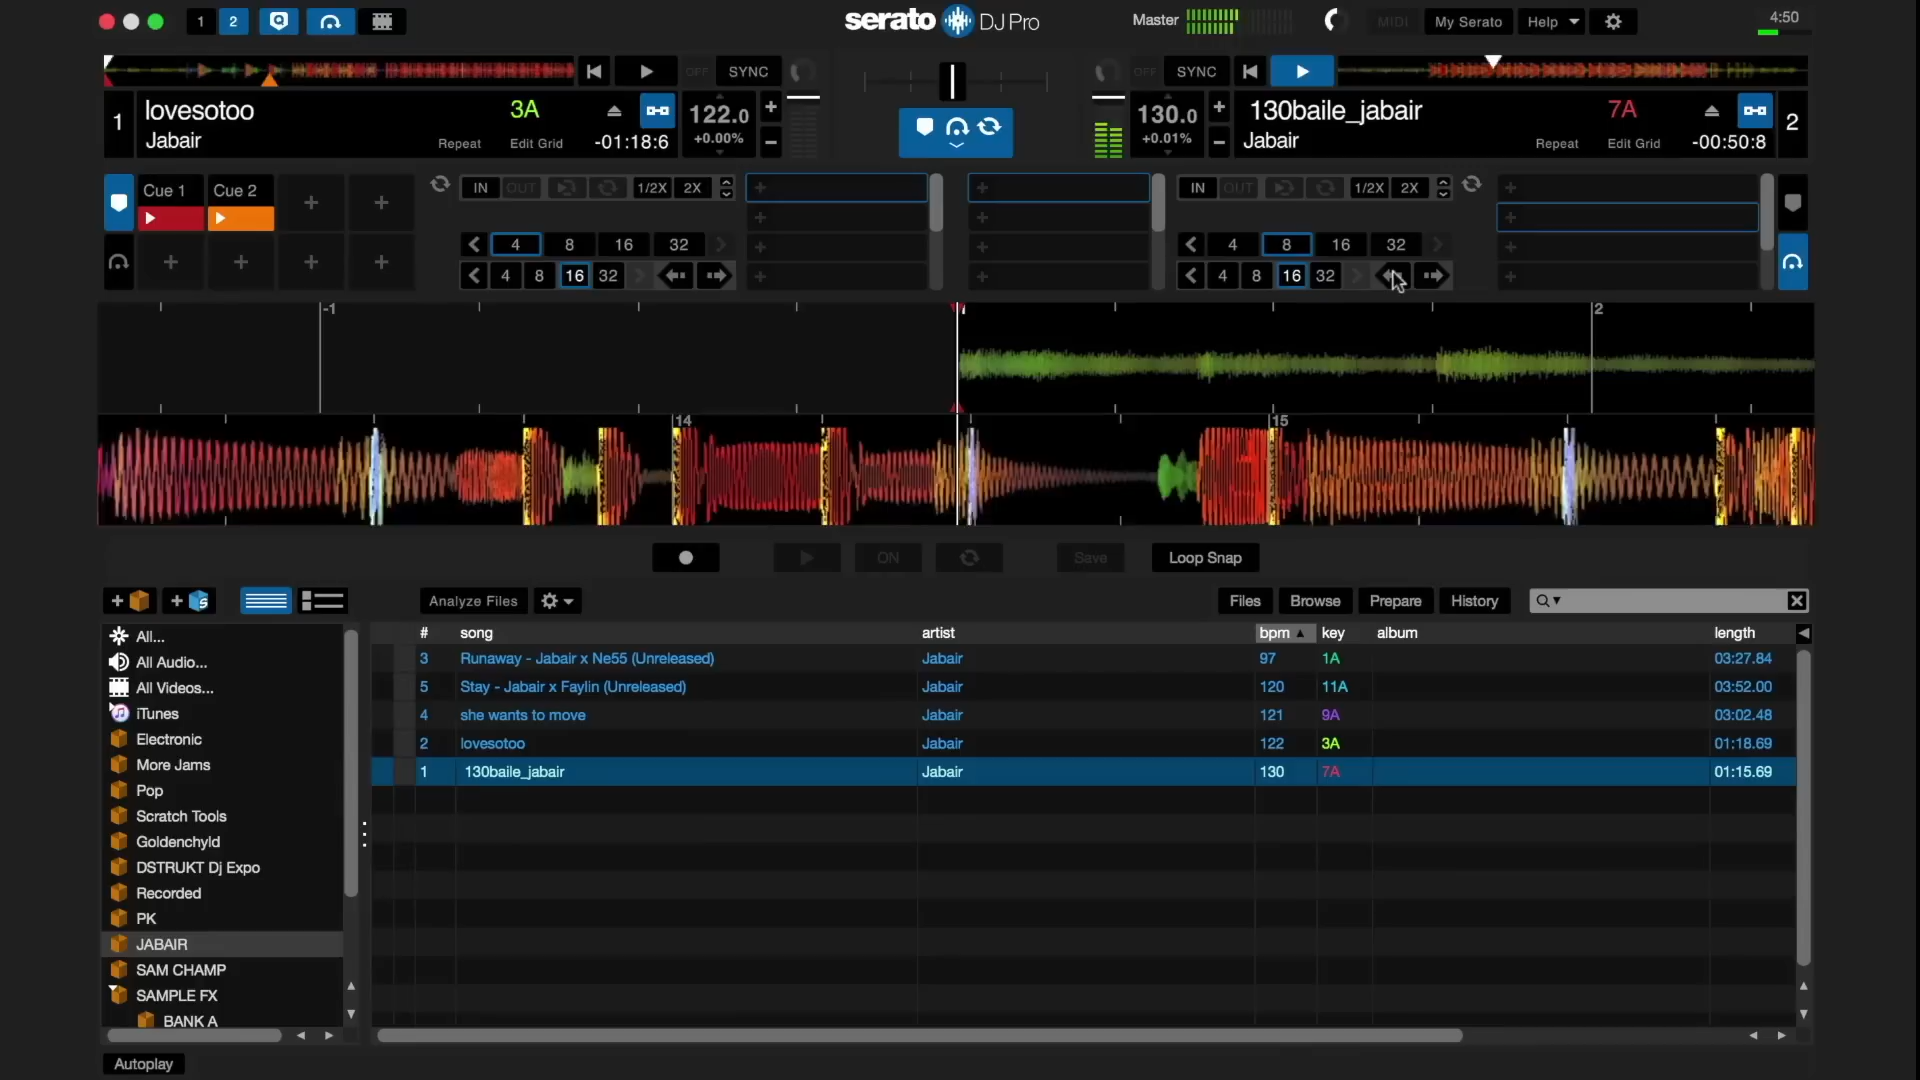 1 2 serato DJ Pro Master MIDI My Serato Help 4:50
OFF SYNC OFF SYNC
1 lovesotoo 3A 122.0 130.0 130baile_jabair 7A 2
Jabair Repeat Edit Grid -01:18:6 +0.00% +0.01% Jabair Repeat Edit Grid -00:50:8
Cue 1 Cue 2 IN OUT 1/2X 2X IN OUT 1/2X 2X
4 8 16 32 4 8 16 32
4 8 16 32 4 8 16 32
-1 1 2
14 15
ON Save Loop Snap
Analyze Files Files Browse Prepare History
# song artist bpm key album length
3 Runaway - Jabair x Ne55 (Unreleased) Jabair 97 1A 03:27.84
5 Stay - Jabair x Faylin (Unreleased) Jabair 120 11A 03:52.00
4 she wants to move Jabair 121 9A 03:02.48
2 lovesotoo Jabair 122 3A 01:18.69
1 130baile_jabair Jabair 130 7A 01:15.69
All...
All Audio...
All Videos...
iTunes
Electronic
More Jams
Pop
Scratch Tools
Goldenchyld
DSTRUKT Dj Expo
Recorded
PK
JABAIR
SAM CHAMP
SAMPLE FX
BANK A
Autoplay